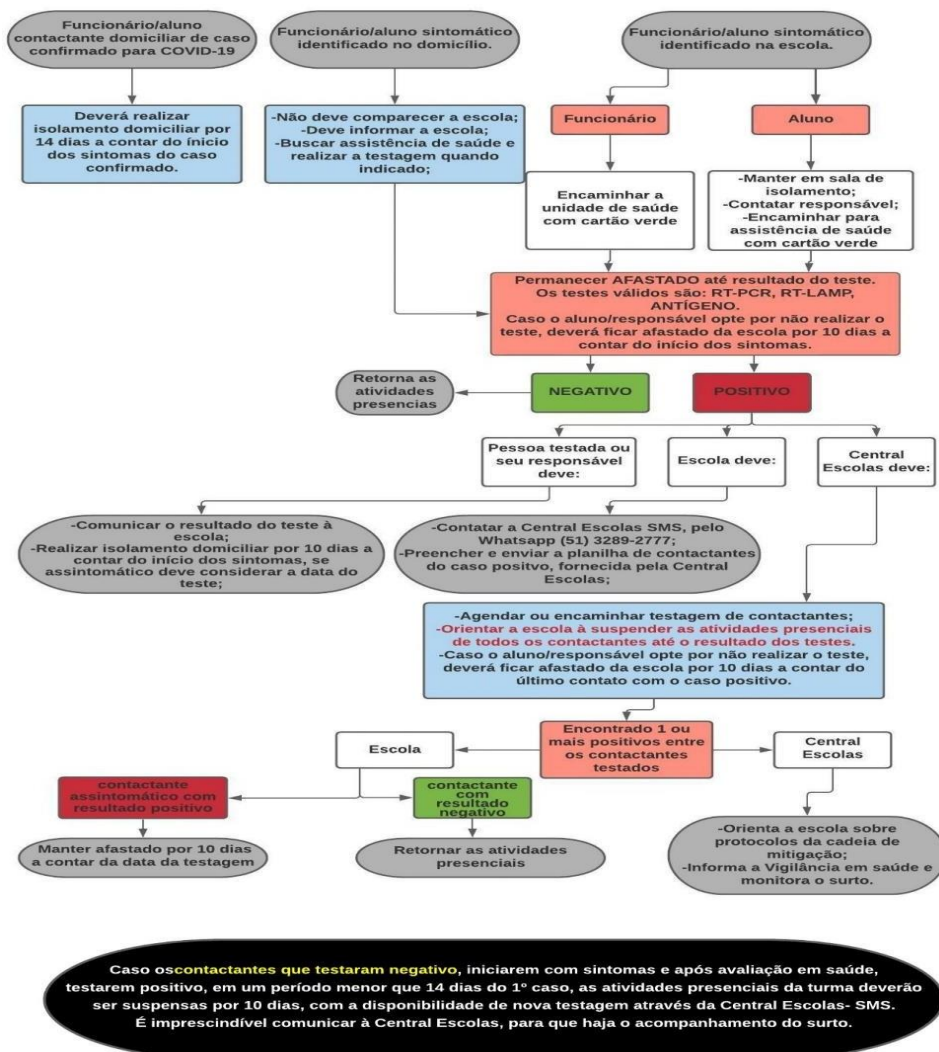 Funcionário/aluno
contactante domiciliar de caso
confirmado para COVID-19
Funcionário/aluno sintomático
identificado no domicílio.
Funcionário/aluno sintomático
identificado na escola.
Deverá realizar
isolamento domiciliar por
14 dias a contar do ínicio
dos sintomas do caso
confirmado.
-Não deve comparecer a escola;
-Deve informar a escola;
-Buscar assistência de saúde e
realizar a testagem quando
indicado;
Funcionário
Aluno
Encaminhar a
unidade de saúde
com cartão verde
-Manter em sala de
isolamento;
-Contatar responsável;
-Encaminhar para
assistência de saúde
com cartão verde
Permanecer AFASTADO até resultado do teste.
Os testes válidos são: RT-PCR, RT-LAMP,
ANTÍGENO.
Caso o aluno/responsável opte por não realizar o
teste, deverá ficar afastado da escola por 10 dias a
contar do início dos sintomas.
Retorna as
atividades
presencias
NEGATIVO
POSITIVO
Pessoa testada ou
seu responsável
deve:
Escola deve:
Central
Escolas deve:
-Comunicar o resultado do teste à
escola;
-Realizar isolamento domiciliar por 10 dias a
contar do início dos sintomas, se
assintomático deve considerar a data do
teste;
-Contatar a Central Escolas SMS, pelo
Whatsapp (51) 3289-2777;
-Preencher e enviar a planilha de contactantes
do caso positvo, fornecida pela Central
Escolas;
-Agendar ou encaminhar testagem de contactantes;
-Orientar a escola à suspender as atividades presenciais
de todos os contactantes até o resultado dos testes.
-Caso o aluno/responsável opte por não realizar o teste,
deverá ficar afastado da escola por 10 dias a contar do
último contato com o caso positivo.
Escola
Encontrado 1 ou
mais positivos entre
os contactantes
testados
Central
Escolas
contactante
assintomático com
resultado positivo
contactante
com
resultado
negativo
Manter afastado por 10 dias
a contar da data da testagem
Retornar as atividades
presenciais
-Orienta a escola sobre
protocolos da cadeia de
mitigação;
-Informa a Vigilância em saúde e
monitora o surto.
Caso oscontactantes que testaram negativo, iniciarem com sintomas e após avaliação em saúde,
testarem positivo, em um período menor que 14 dias do 1º caso, as atividades presenciais da turma deverão
ser suspensas por 10 dias, com a disponibilidade de nova testagem através da Central Escolas- SMS.
É imprescindível comunicar à Central Escolas, para que haja o acompanhamento do surto.